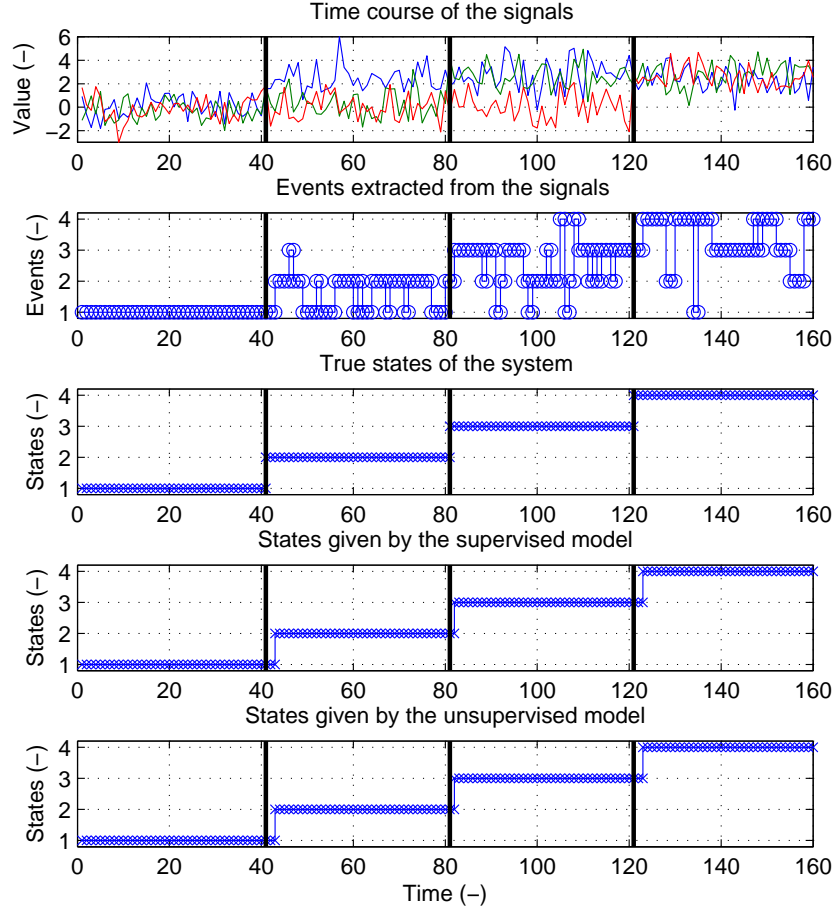 Time course of the signals
Value (−)
6
4
2
0
−2
0 20 40 60 80 100 120 140 160
Events extracted from the signals
Events (−)
4
3
2
1
0 20 40 60 80 100 120 140 160
True states of the system
States (−)
4
3
2
1
0 20 40 60 80 100 120 140 160
States given by the supervised model
States (−)
4
3
2
1
0 20 40 60 80 100 120 140 160
States given by the unsupervised model
States (−)
4
3
2
1
0 20 40 60 80 100 120 140 160
Time (−)